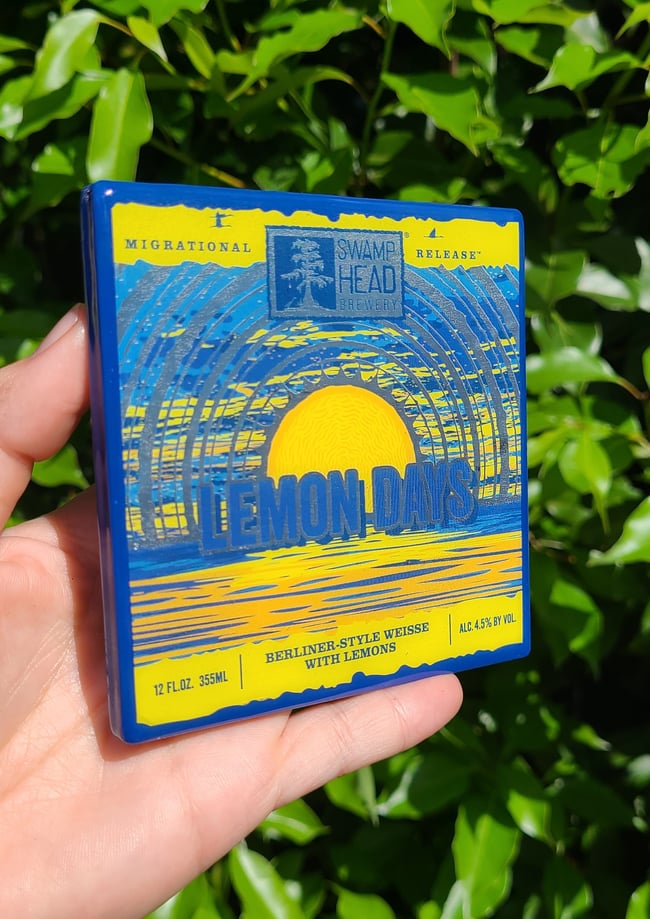 MIGRATIONAL
SWAMP
HEAD
BREWERY
®
RELEASE™
LEMON DAYS
12 FL.OZ. 355ML
BERLINER-STYLE WEISSE
WITH LEMONS
ALC. 4.5% BY VOL.